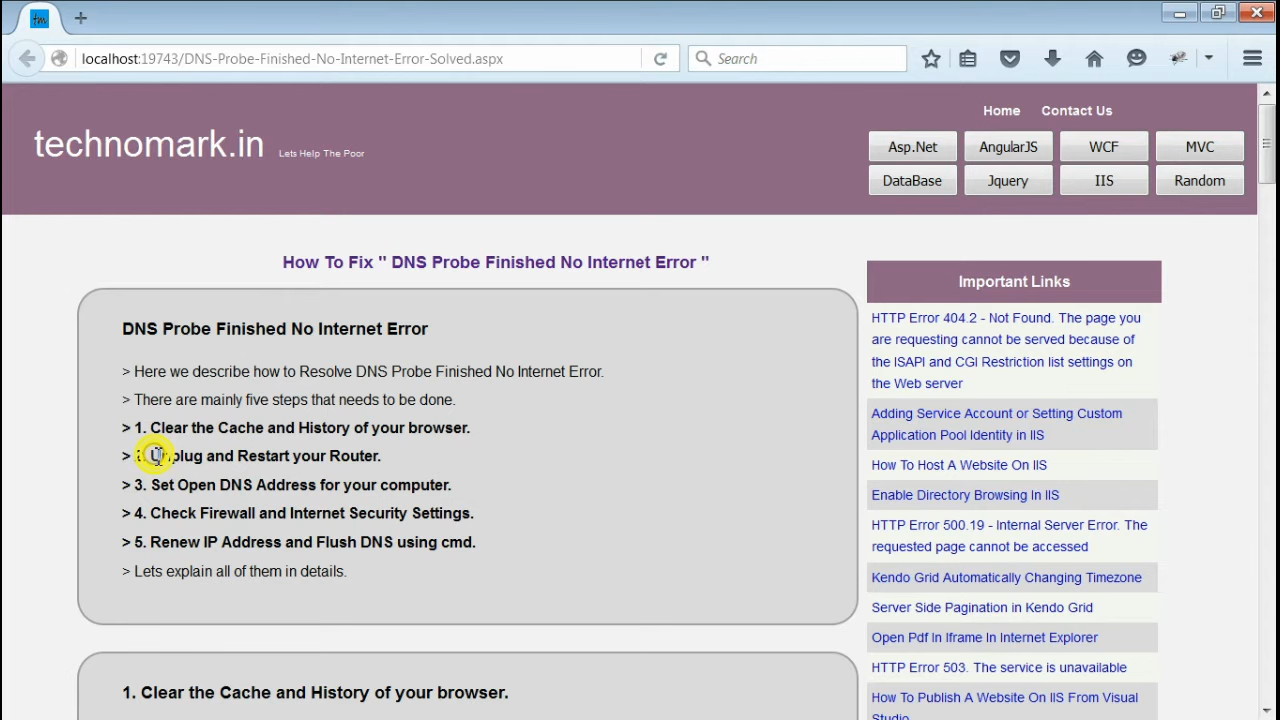 tm
localhost:19743/DNS-Probe-Finished-No-Internet-Error-Solved.aspx
Search
Home Contact Us
technomark.in Lets Help The Poor
Asp.Net AngularJS WCF MVC
DataBase Jquery IIS Random
How To Fix " DNS Probe Finished No Internet Error "
DNS Probe Finished No Internet Error
> Here we describe how to Resolve DNS Probe Finished No Internet Error.
> There are mainly five steps that needs to be done.
> 1. Clear the Cache and History of your browser.
> 2. Unplug and Restart your Router.
> 3. Set Open DNS Address for your computer.
> 4. Check Firewall and Internet Security Settings.
> 5. Renew IP Address and Flush DNS using cmd.
> Lets explain all of them in details.
1. Clear the Cache and History of your browser.
Important Links
HTTP Error 404.2 - Not Found. The page you
are requesting cannot be served because of
the ISAPI and CGI Restriction list settings on
the Web server
Adding Service Account or Setting Custom
Application Pool Identity in IIS
How To Host A Website On IIS
Enable Directory Browsing In IIS
HTTP Error 500.19 - Internal Server Error. The
requested page cannot be accessed
Kendo Grid Automatically Changing Timezone
Server Side Pagination in Kendo Grid
Open Pdf In Iframe In Internet Explorer
HTTP Error 503. The service is unavailable
How To Publish A Website On IIS From Visual
Studio